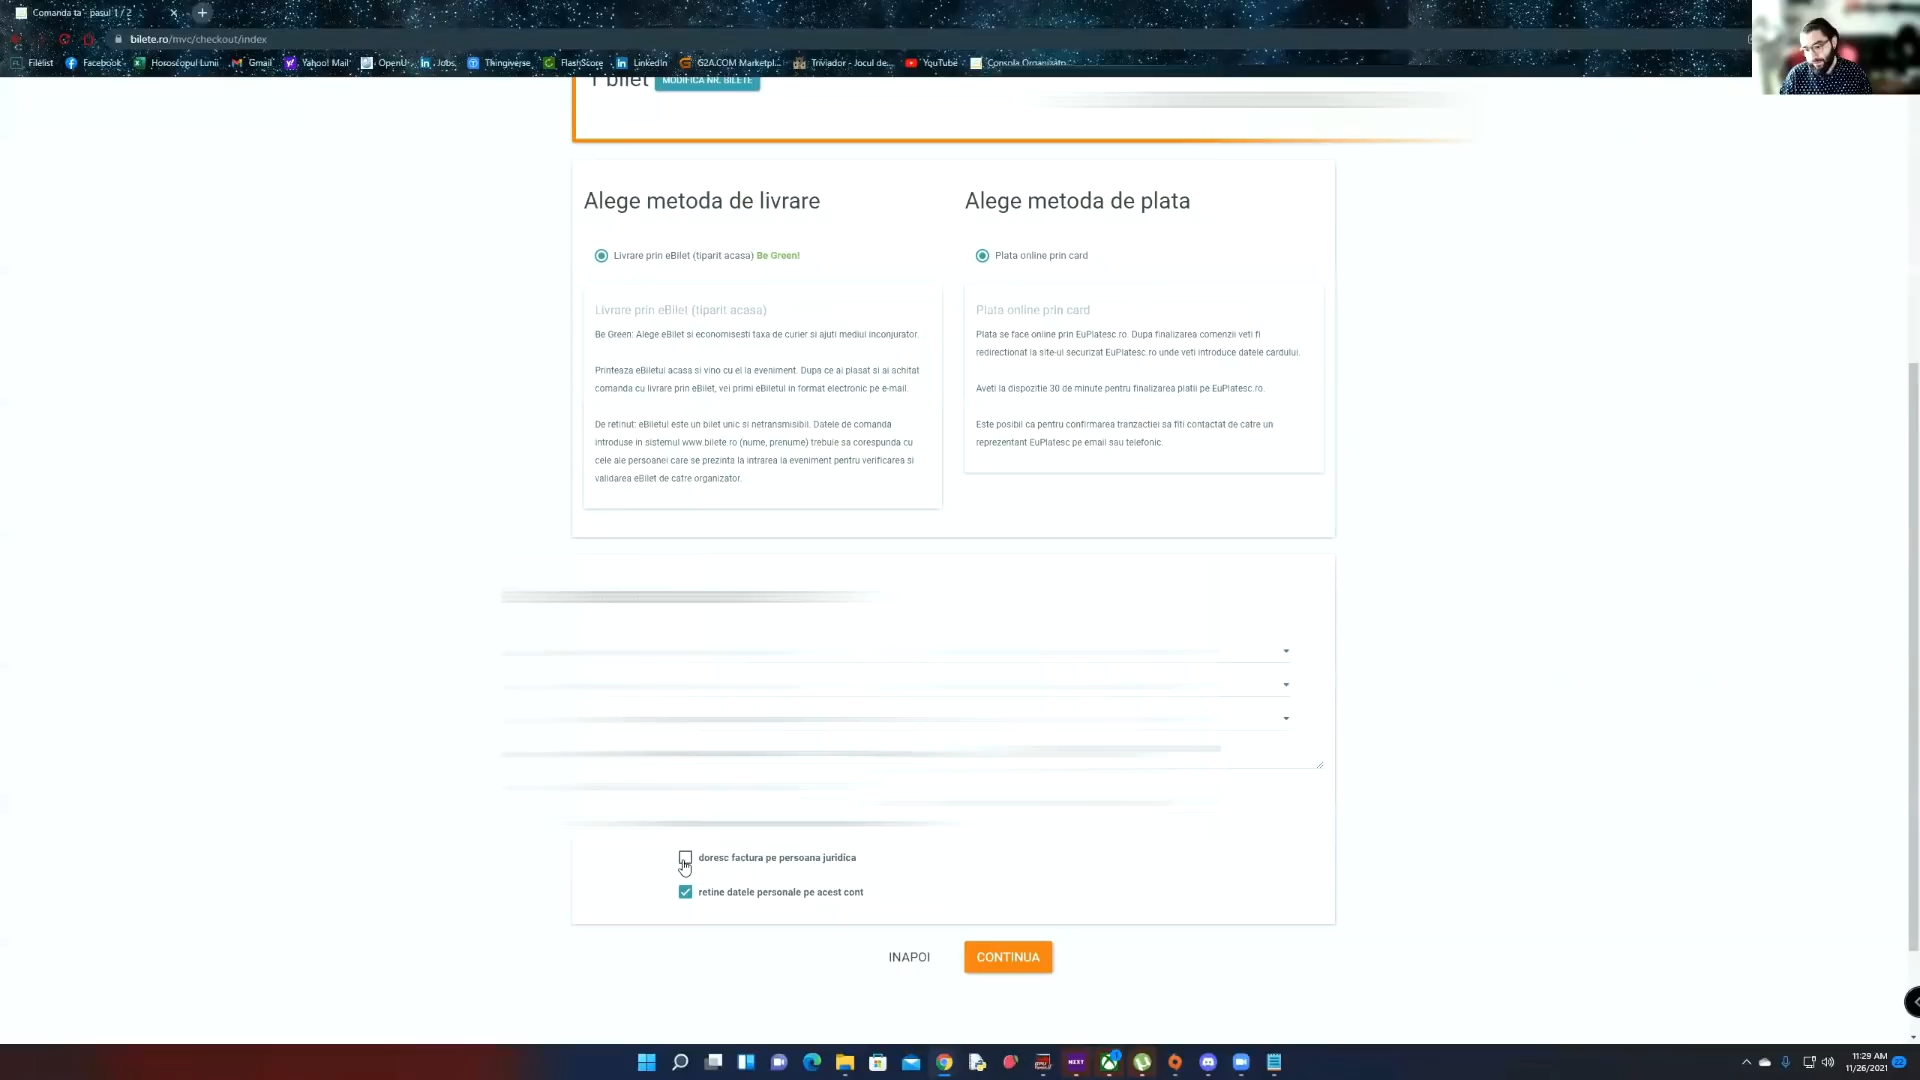 Comanda ta - pasul 1 / 2
bilete.ro/mvc/checkout/index
Filelist
Facebook
Horoscopul Lunii
Gmail
Yahoo! Mail
OpenU
Jobs
Thingiverse
FlashScore
LinkedIn
G2A.COM Marketpl...
Triviador - Jocul de...
YouTube
Consola Organizato
1 bilet MODIFICA NR. BILETE
Alege metoda de livrare
Livrare prin eBilet (tiparit acasa) Be Green!
Livrare prin eBilet (tiparit acasa)
Be Green: Alege eBilet si economisesti taxa de curier si ajuti mediul inconjurator.
Printeaza eBiletul acasa si vino cu el la eveniment. Dupa ce ai plasat si ai achitat
comanda cu livrare prin eBilet, vei primi eBiletul in format electronic pe e-mail.
De retinut: eBiletul este un bilet unic si netransmisibil. Datele de comanda
introduse in sistemul www.bilete.ro (nume, prenume) trebuie sa corespunda cu
cele ale persoanei care se prezinta la intrarea la eveniment pentru verificarea si
validarea eBilet de catre organizator.
Alege metoda de plata
Plata online prin card
Plata online prin card
Plata se face online prin EuPlatesc.ro. Dupa finalizarea comenzii veti fi
redirectionat la site-ul securizat EuPlatesc.ro unde veti introduce datele cardului.
Aveti la dispozitie 30 de minute pentru finalizarea platii pe EuPlatesc.ro.
Este posibil ca pentru confirmarea tranzactiei sa fiti contactat de catre un
reprezentant EuPlatesc pe email sau telefonic.
doresc factura pe persoana juridica
retine datele personale pe acest cont
INAPOI
CONTINUA
NZXT
11:29 AM
11/26/2021
22